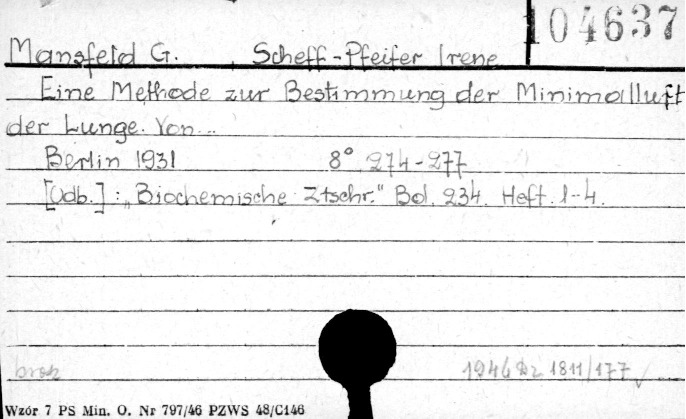 104637
Mansfeld G. , Scheff-Pfeifer Irene
Eine Methode zur Bestimmung der Minimalluft
der Lunge. Von...
Berlin 1931 8° 274-277
[Odb.]: "Biochemische Ztschr." Bd. 234. Heft. 1-4.
brosz
1946 Dz 1811/177 ✓
Wzór 7 PS Min. O. Nr 797/46 PZWS 48/C146